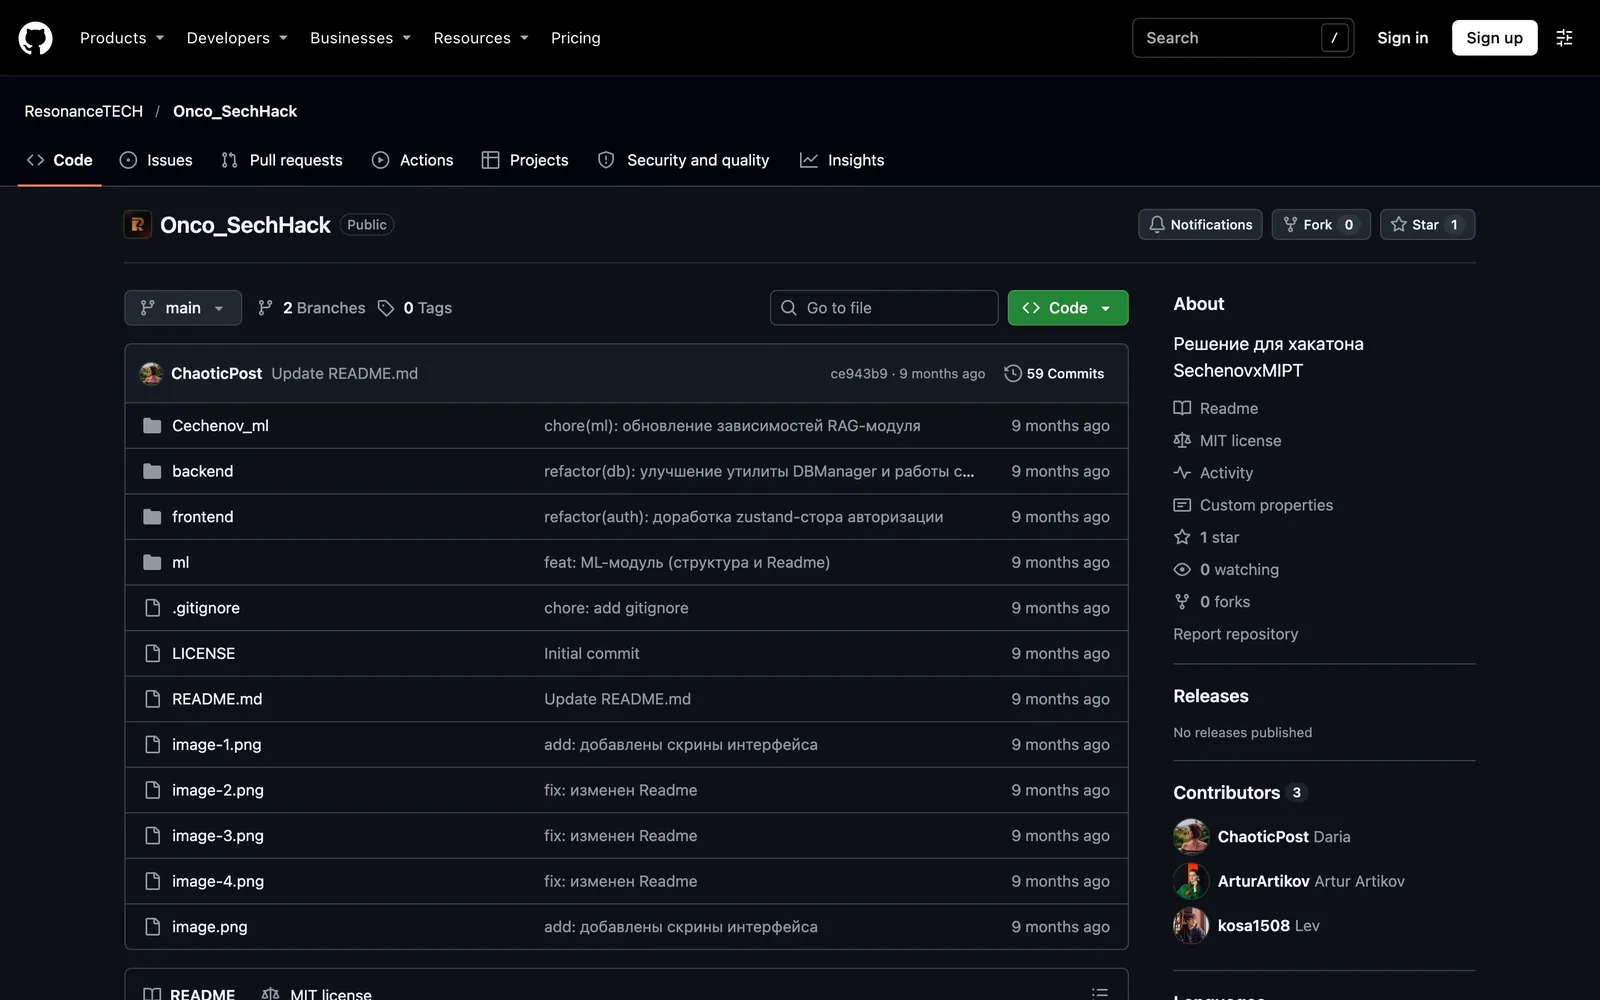 Products Developers Businesses Resources Pricing Search / Sign in Sign up
ResonanceTECH / Onco_SechHack
Code Issues Pull requests Actions Projects Security and quality Insights
R Onco_SechHack Public Notifications Fork 0 Star 1
main 2 Branches 0 Tags Go to file Code
ChaoticPost Update README.md ce943b9 · 9 months ago 59 Commits
Cechenov_ml chore(ml): обновление зависимостей RAG-модуля 9 months ago
backend refactor(db): улучшение утилиты DBManager и работы с... 9 months ago
frontend refactor(auth): доработка zustand-стора авторизации 9 months ago
ml feat: ML-модуль (структура и Readme) 9 months ago
.gitignore chore: add gitignore 9 months ago
LICENSE Initial commit 9 months ago
README.md Update README.md 9 months ago
image-1.png add: добавлены скрины интерфейса 9 months ago
image-2.png fix: изменен Readme 9 months ago
image-3.png fix: изменен Readme 9 months ago
image-4.png fix: изменен Readme 9 months ago
image.png add: добавлены скрины интерфейса 9 months ago
README MIT license
About
Решение для хакатона
SechenovxMIPT
Readme
MIT license
Activity
Custom properties
1 star
0 watching
0 forks
Report repository
Releases
No releases published
Contributors 3
ChaoticPost Daria
ArturArtikov Artur Artikov
kosa1508 Lev
Languages